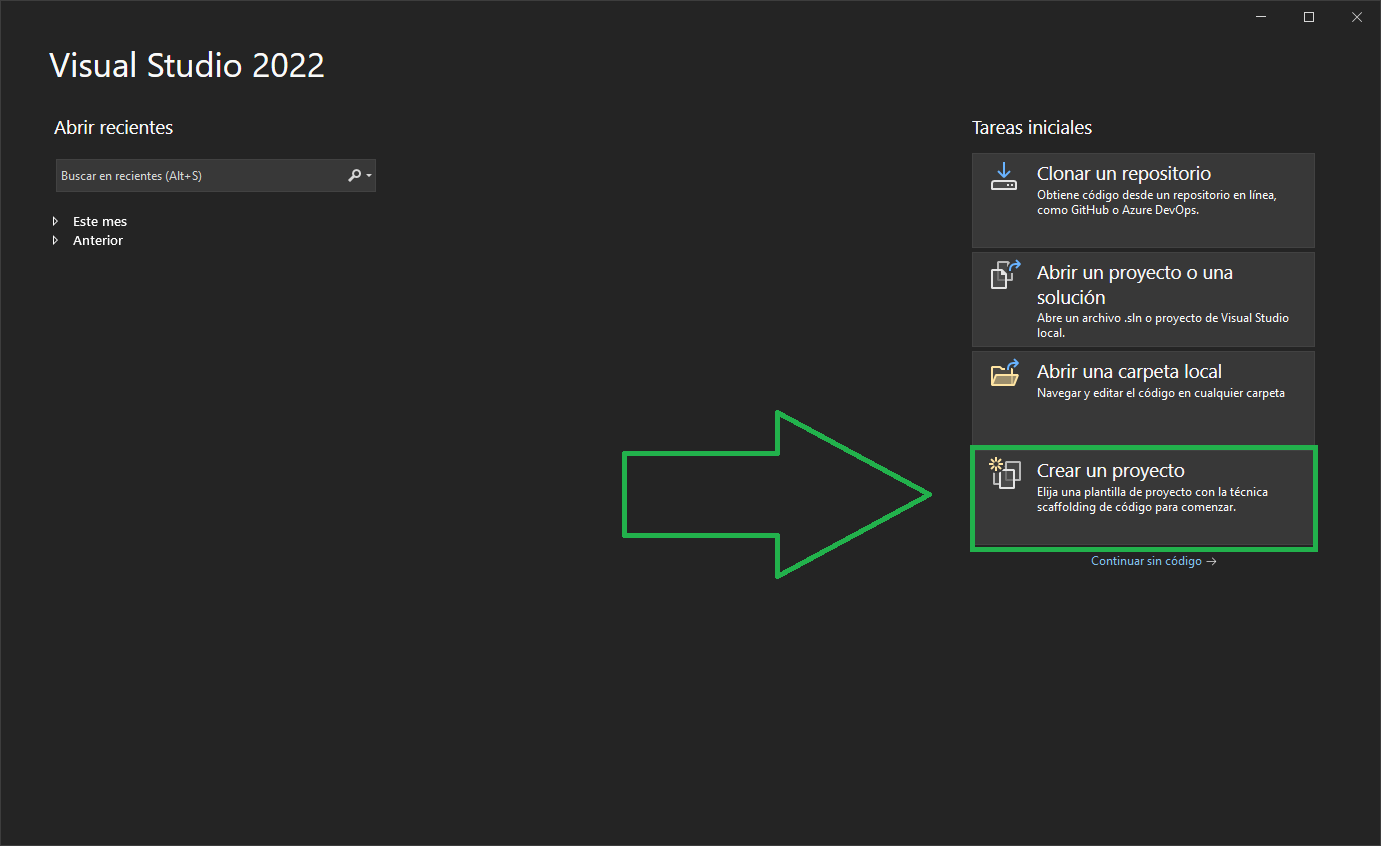 Visual Studio 2022
Abrir recientes
Buscar en recientes (Alt+S)
Este mes
Anterior
Tareas iniciales
Clonar un repositorio
Obtiene código desde un repositorio en línea,
como GitHub o Azure DevOps.
Abrir un proyecto o una
solución
Abre un archivo .sln o proyecto de Visual Studio
local.
Abrir una carpeta local
Navegar y editar el código en cualquier carpeta
Crear un proyecto
Elija una plantilla de proyecto con la técnica
scaffolding de código para comenzar.
Continuar sin código →